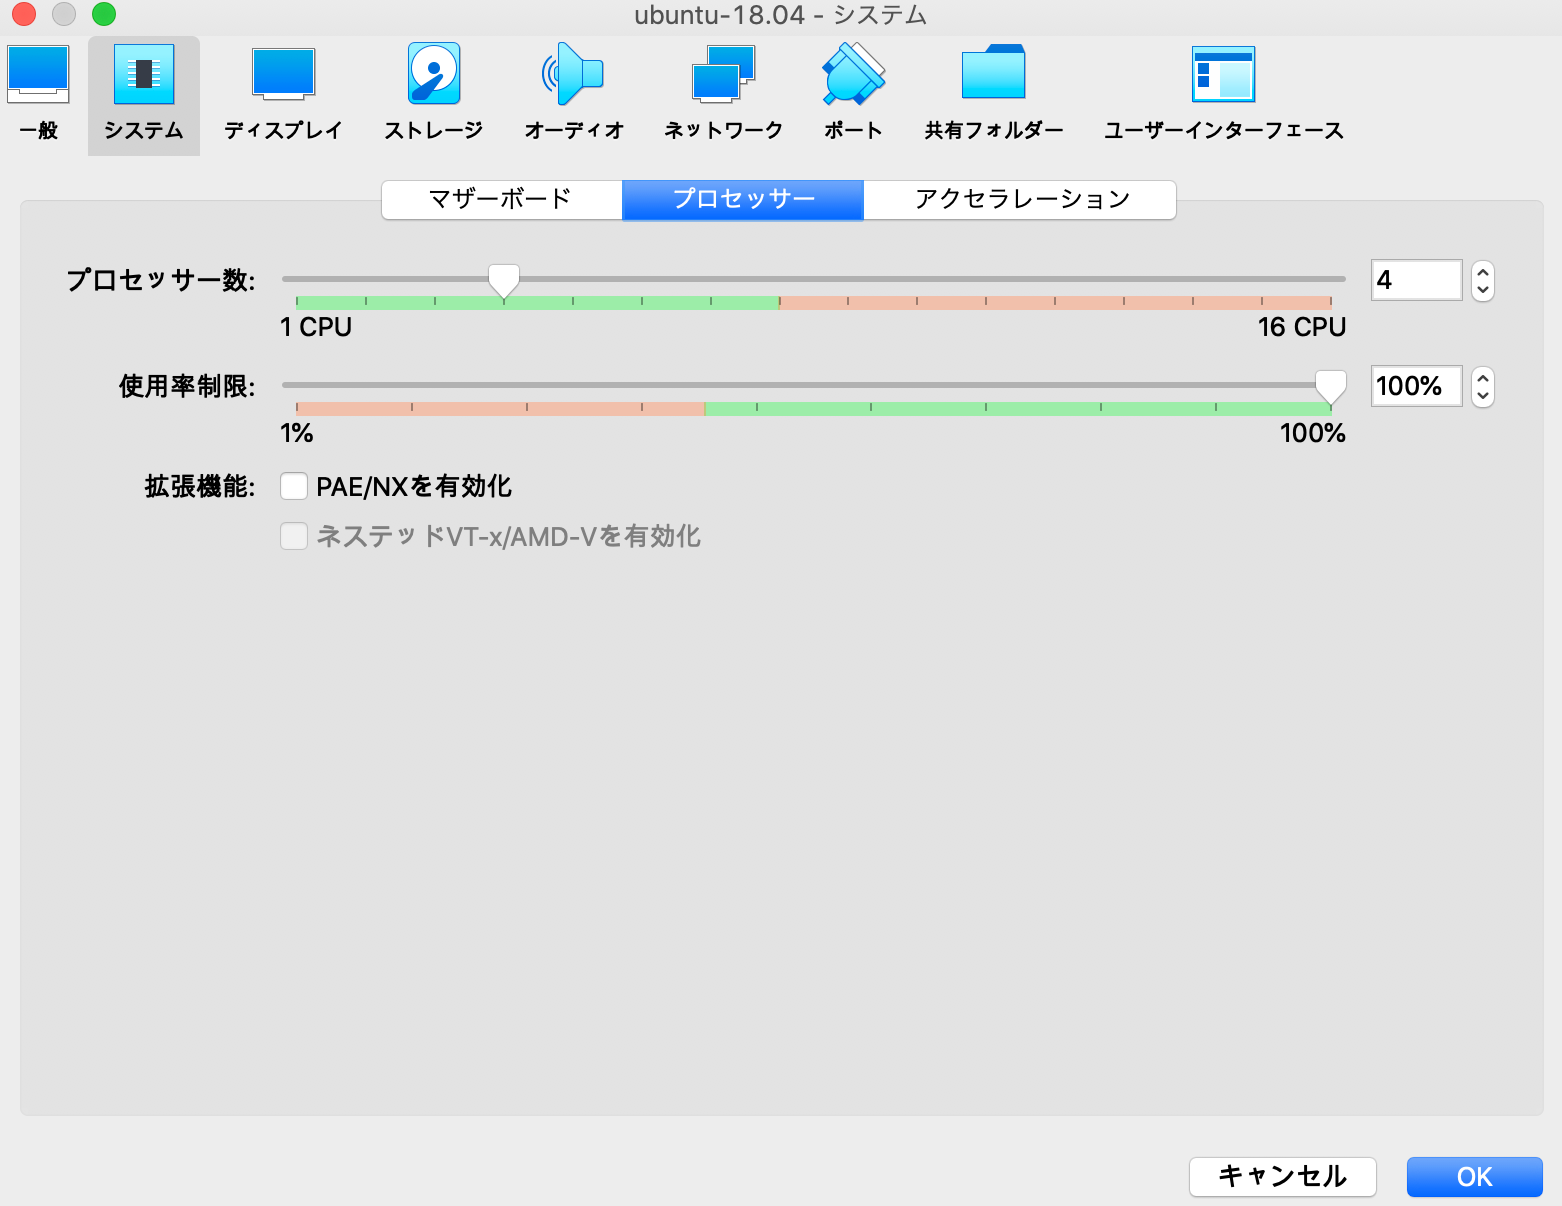 ubuntu-18.04 - システム
一般 システム ディスプレイ ストレージ オーディオ ネットワーク ポート 共有フォルダー ユーザーインターフェース
マザーボード プロセッサー アクセラレーション
プロセッサー数: 4
1 CPU 16 CPU
使用率制限: 100%
1% 100%
拡張機能: PAE/NXを有効化
ネステッドVT-x/AMD-Vを有効化
キャンセル OK